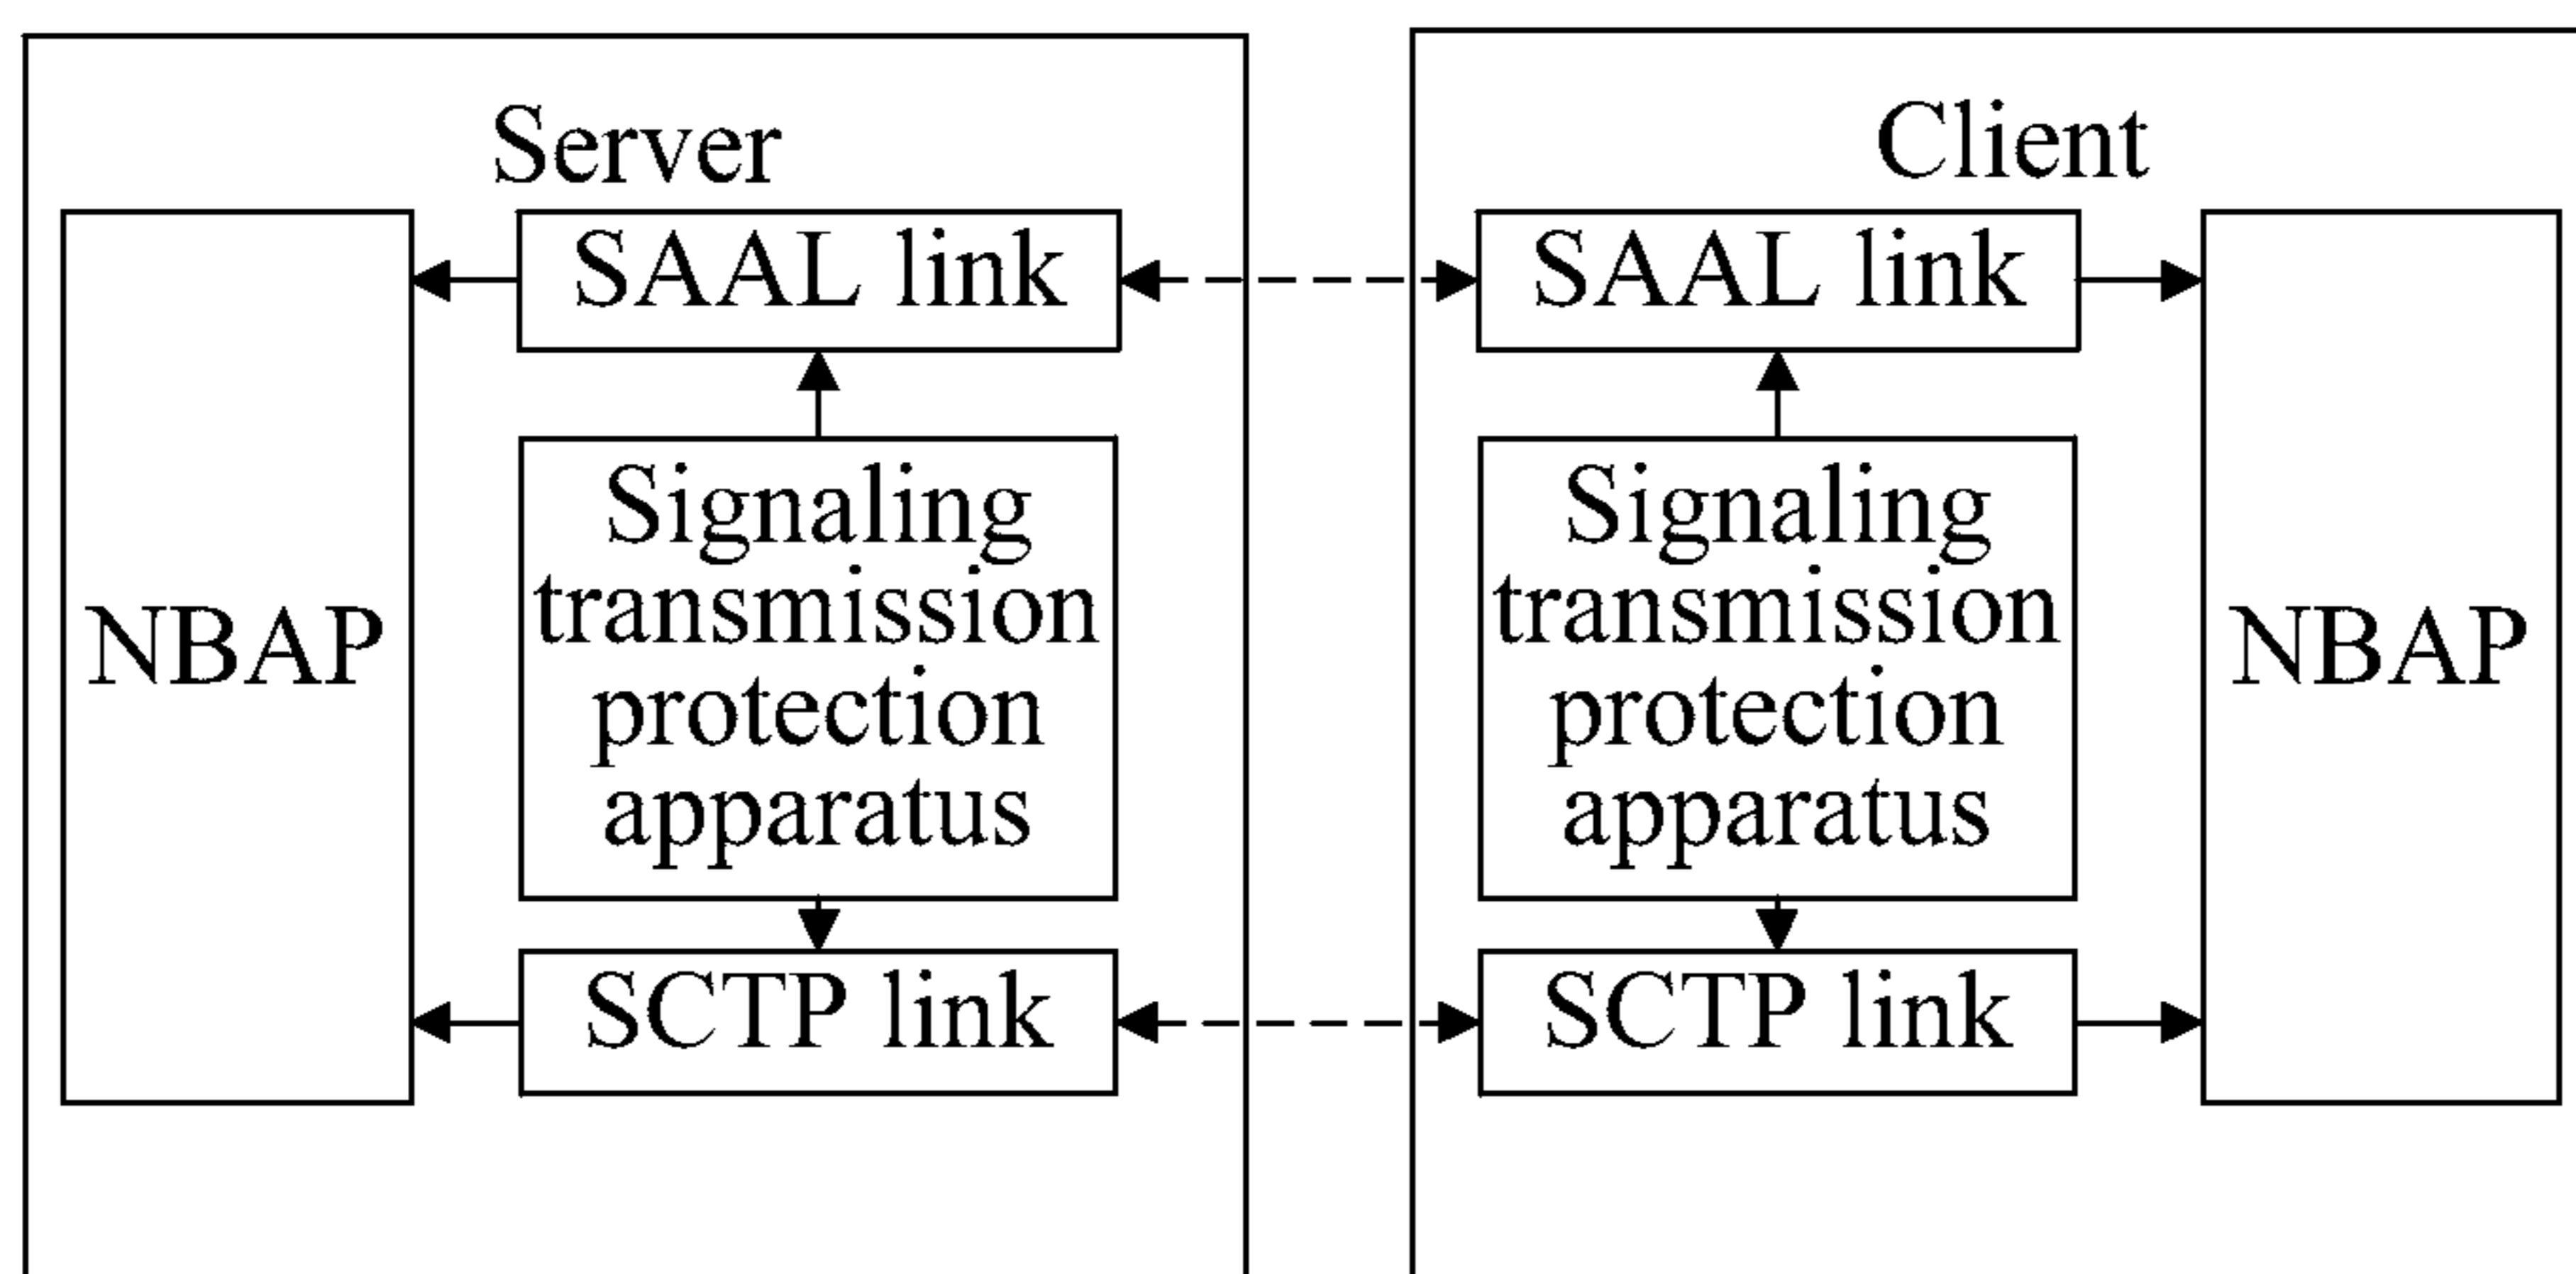 Server
NBAP
SAAL link
Signaling
transmission
protection
apparatus
SCTP link
Client
SAAL link
Signaling
transmission
protection
apparatus
SCTP link
NBAP